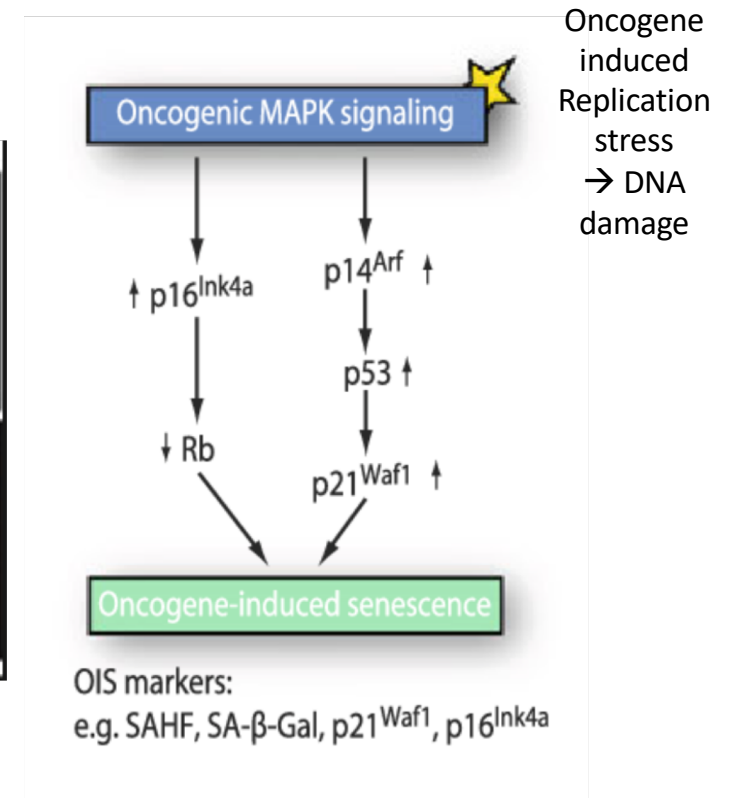 Oncogene
induced
Replication
stress
→ DNA
damage
Oncogenic MAPK signaling
↑ p16Ink4a
p14Arf ↑
p53 ↑
↓ Rb
p21Waf1 ↑
Oncogene-induced senescence
OIS markers:
e.g. SAHF, SA-β-Gal, p21Waf1, p16Ink4a